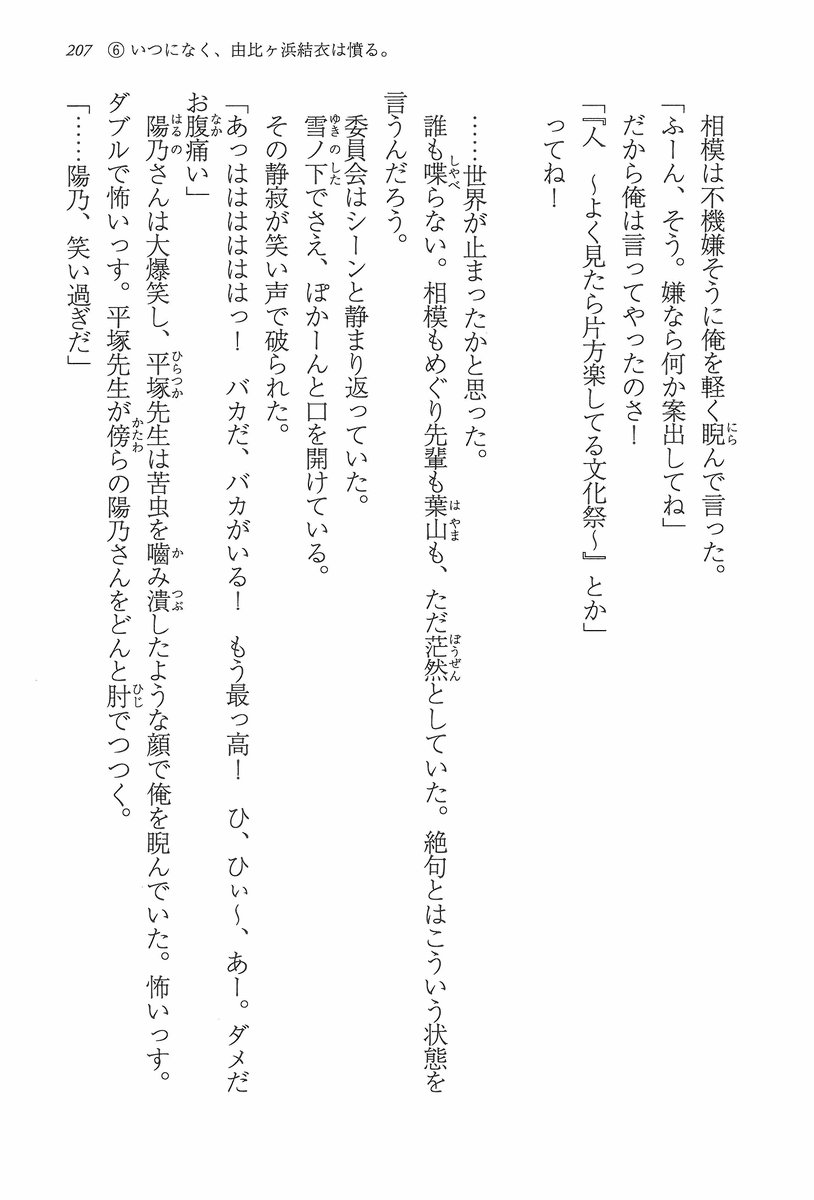 207 ⑥いつになく、由比ヶ浜結衣は憤る。
相模は不機嫌そうに俺を軽く睨んで言った。
「ふーん、そう。嫌なら何か案出してね」
だから俺は言ってやったのさ！
「『人　～よく見たら片方楽してる文化祭～』とか」
ってね！
……世界が止まったかと思った。
誰も喋らない。相模もめぐり先輩も葉山も、ただ茫然としていた。絶句とはこういう状態を
言うんだろう。
委員会はシーンと静まり返っていた。
雪ノ下でさえ、ぽかーんと口を開けている。
その静寂が笑い声で破られた。
「あっはははははっ！　バカだ、バカがいる！　もう最っ高！　ひ、ひぃ～、あー。ダメだ
お腹痛い」
陽乃さんは大爆笑し、平塚先生は苦虫を嚙み潰したような顔で俺を睨んでいた。怖いっす。
ダブルで怖いっす。平塚先生が傍らの陽乃さんをどんと肘でつつく。
「……陽乃、笑い過ぎだ」